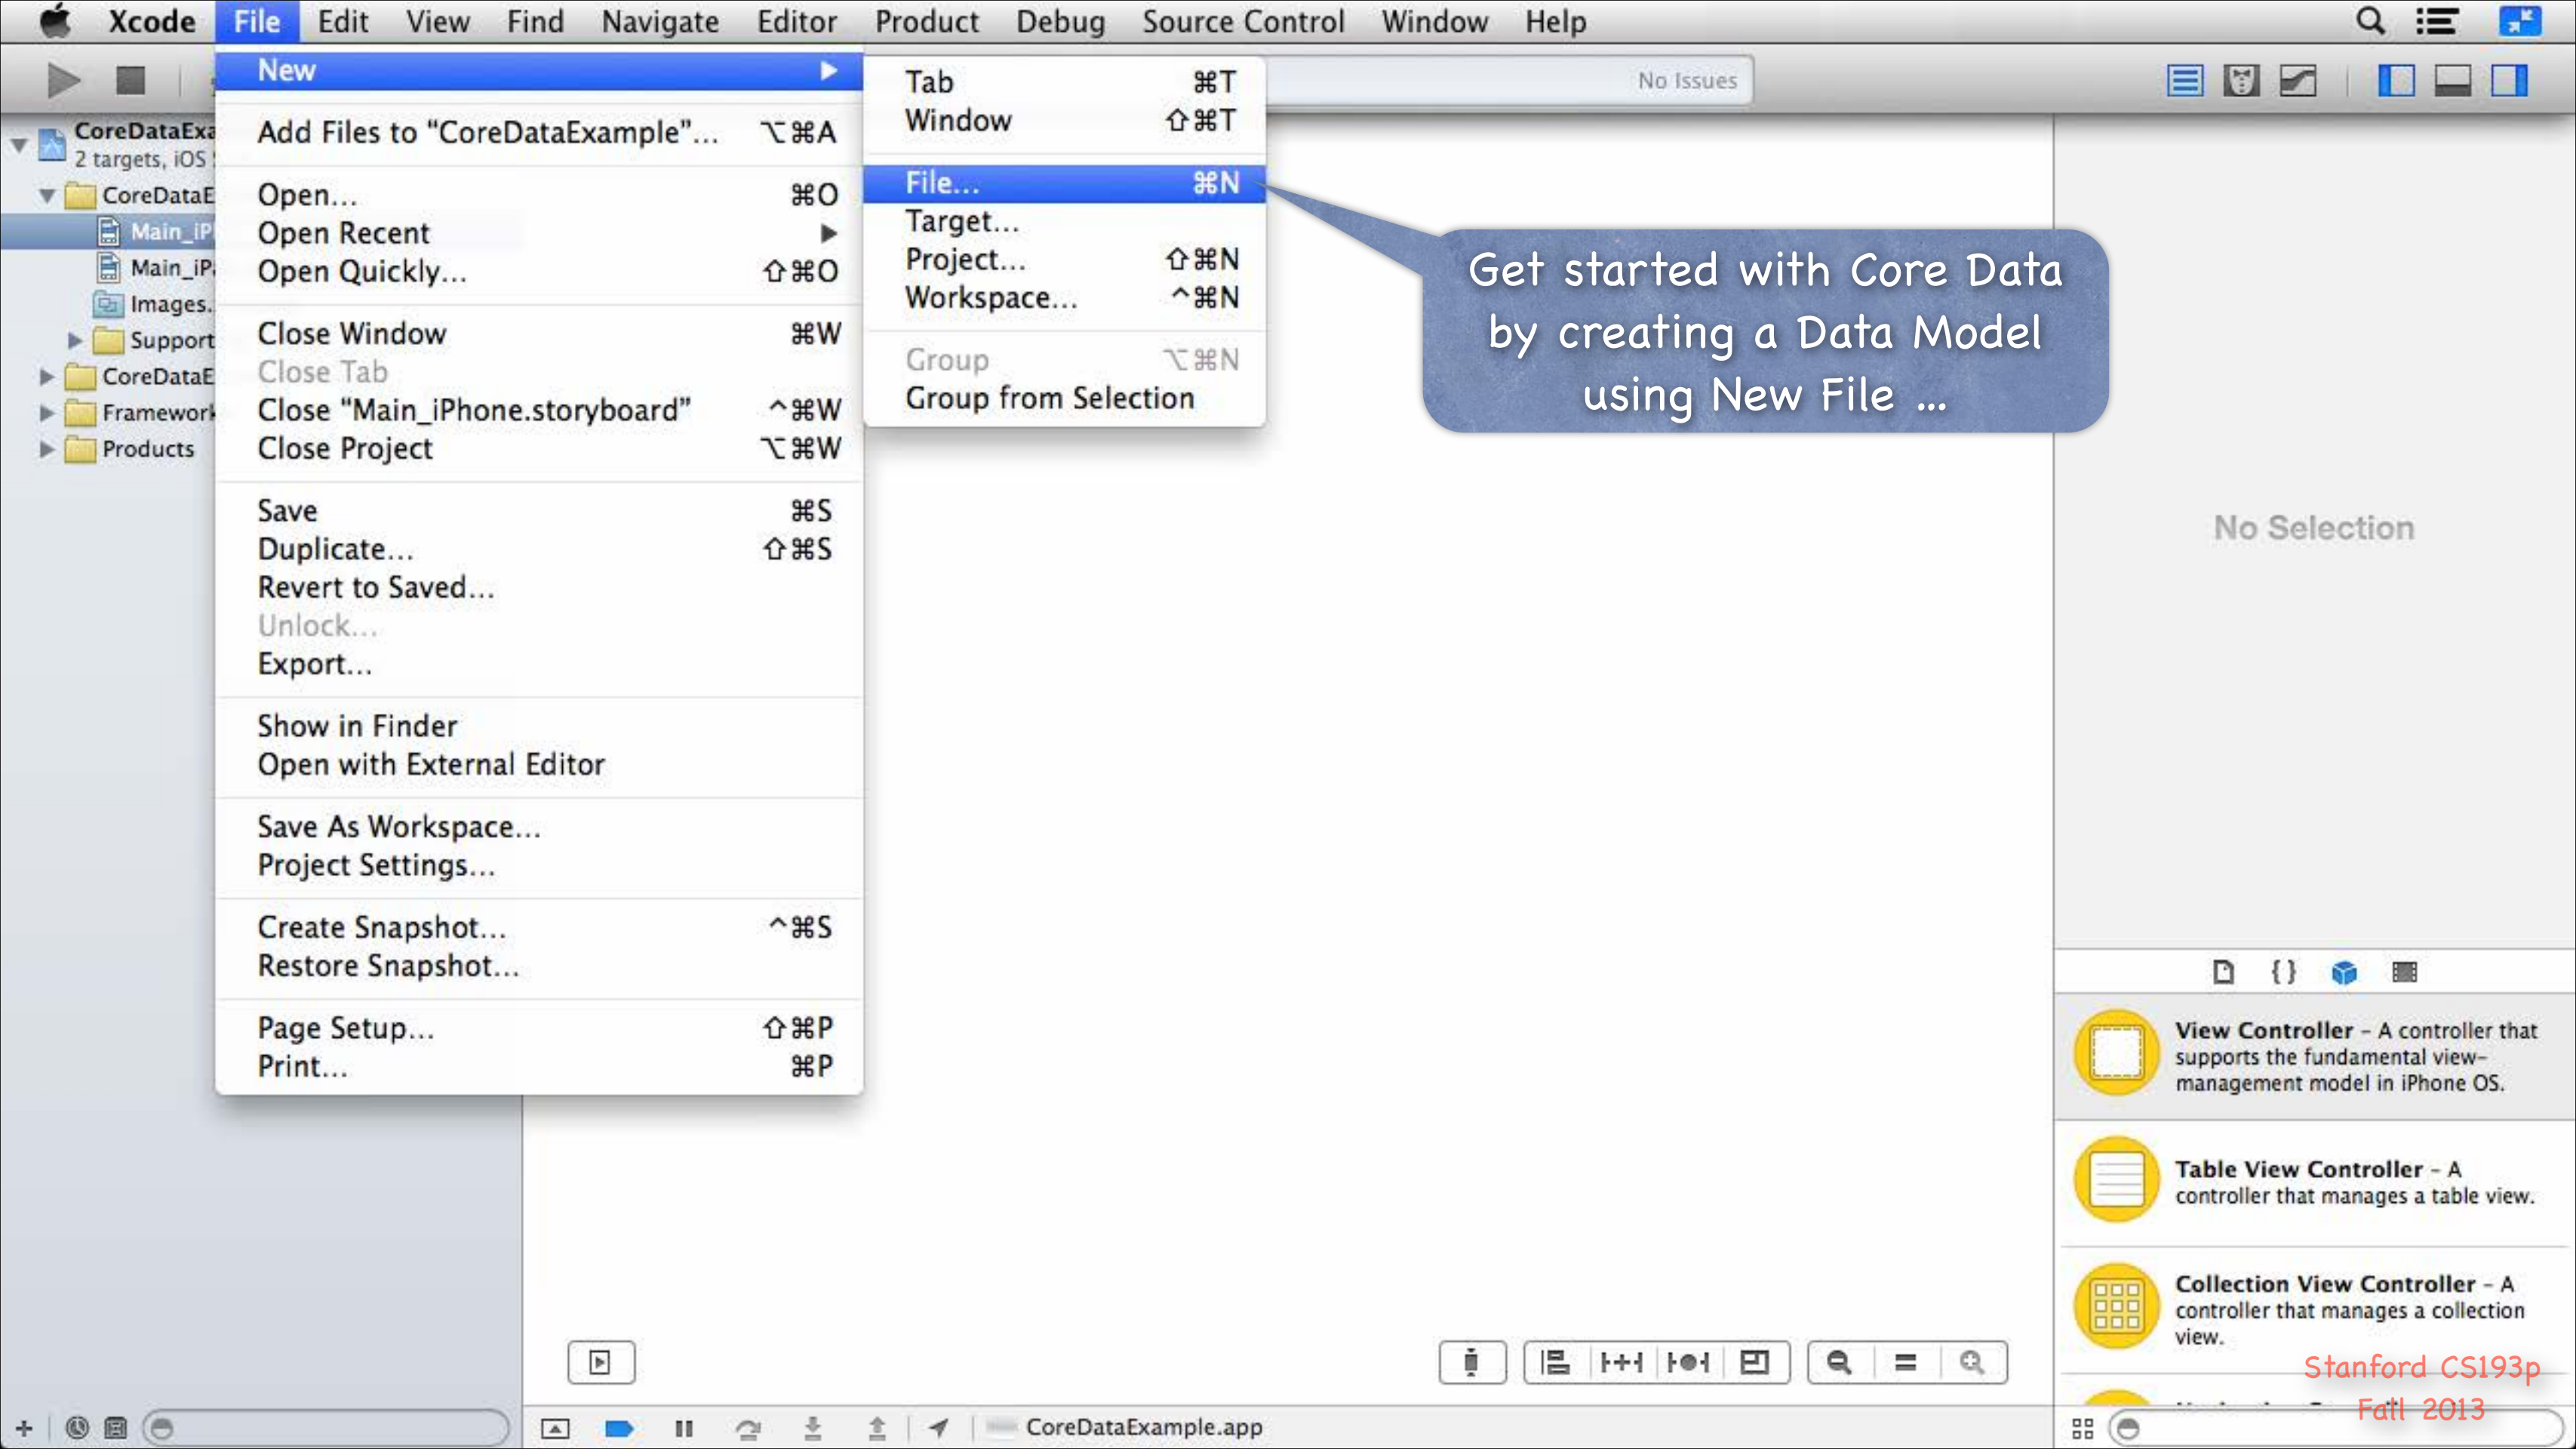 Xcode File Edit View Find Navigate Editor Product Debug Source Control Window Help
No Issues
New
Add Files to “CoreDataExample”... ⌥⌘A
Open... ⌘O
Open Recent
Open Quickly... ⇧⌘O
Close Window ⌘W
Close Tab
Close “Main_iPhone.storyboard” ^⌘W
Close Project ⌥⌘W
Save ⌘S
Duplicate... ⇧⌘S
Revert to Saved...
Unlock...
Export...
Show in Finder
Open with External Editor
Save As Workspace...
Project Settings...
Create Snapshot... ^⌘S
Restore Snapshot...
Page Setup... ⇧⌘P
Print... ⌘P
Tab ⌘T
Window ⇧⌘T
File... ⌘N
Target...
Project... ⇧⌘N
Workspace... ^⌘N
Group ⌥⌘N
Group from Selection
Get started with Core Data
by creating a Data Model
using New File ...
CoreDataExa
2 targets, iOS
CoreDataE
Main_iP
Main_iPa
Images.
Support
CoreDataE
Framework
Products
No Selection
{ }
View Controller – A controller that
supports the fundamental view-
management model in iPhone OS.
Table View Controller – A
controller that manages a table view.
Collection View Controller – A
controller that manages a collection
view.
CoreDataExample.app
Stanford CS193p
Fall 2013